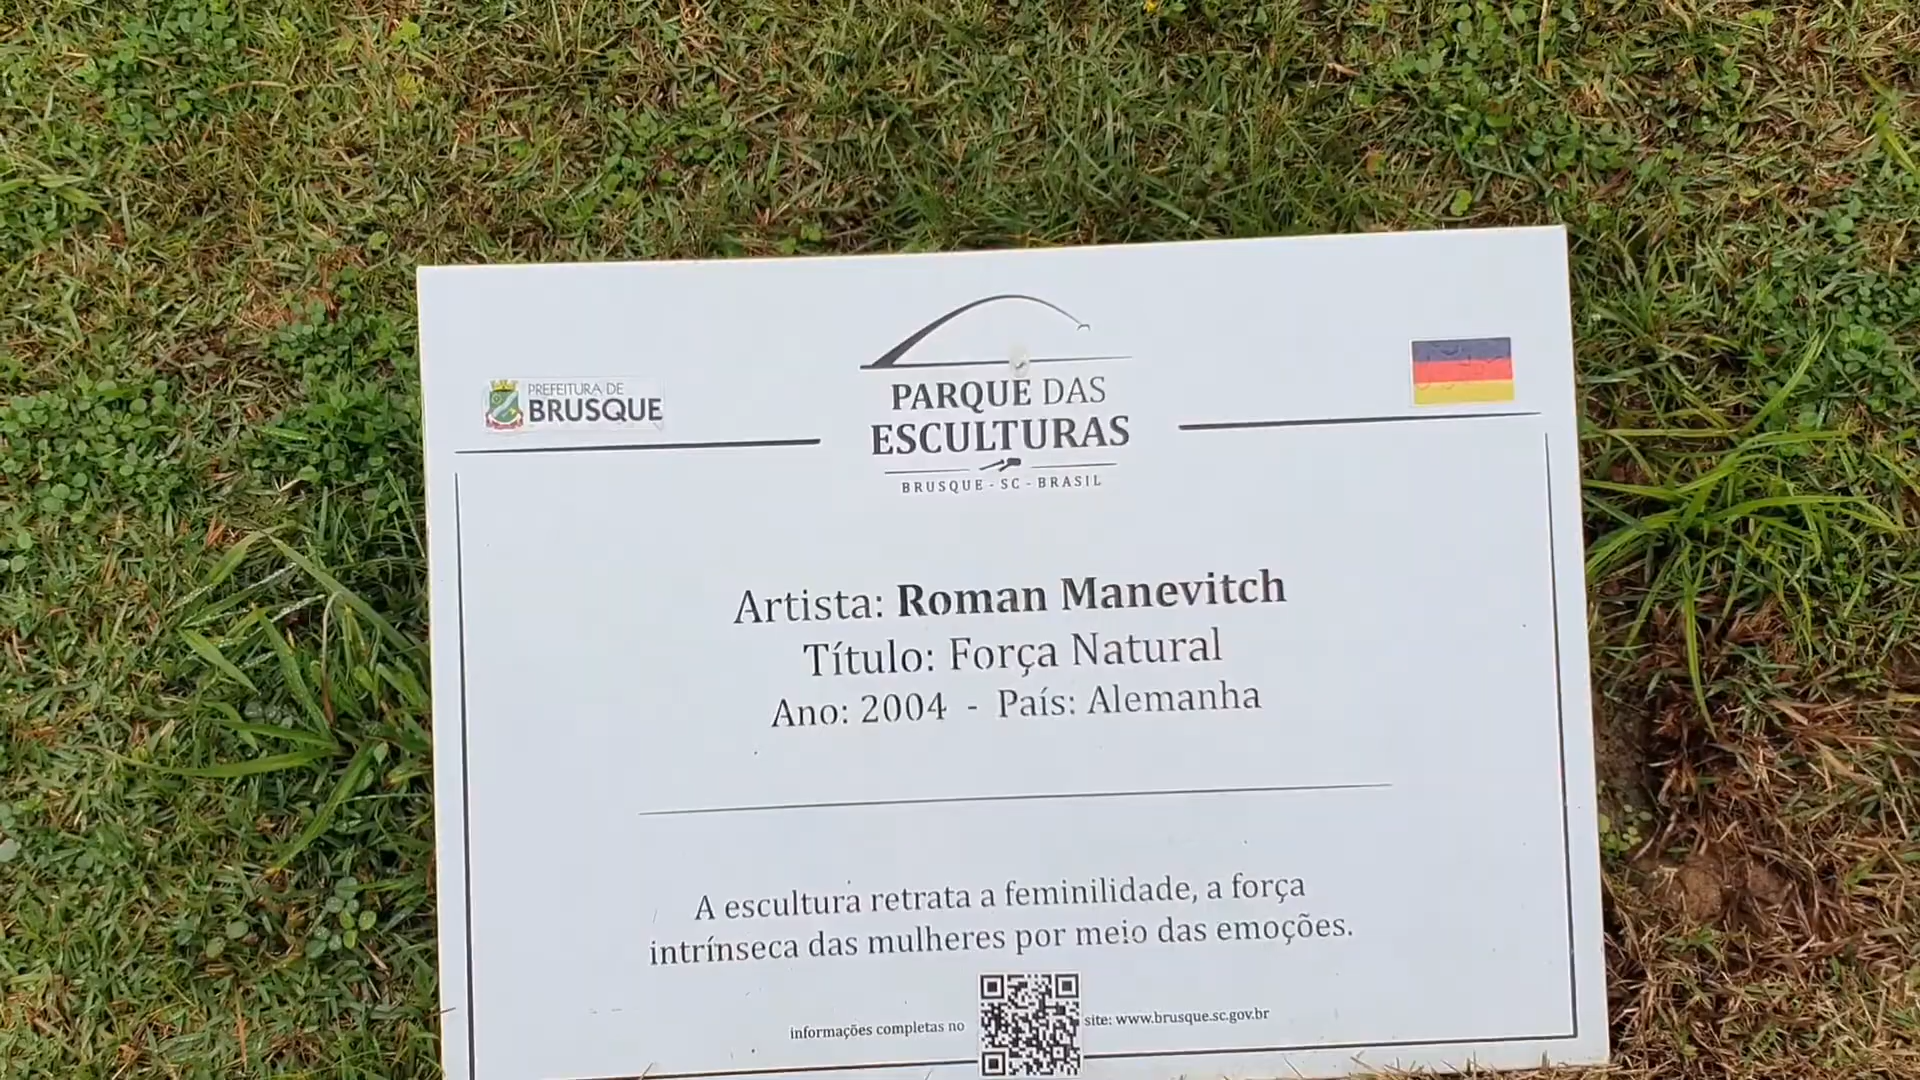 PREFEITURA DE
BRUSQUE
PARQUE DAS
ESCULTURAS
BRUSQUE - SC - BRASIL
Artista: Roman Manevitch
Título: Força Natural
Ano: 2004 - País: Alemanha
A escultura retrata a feminilidade, a força
intrínseca das mulheres por meio das emoções.
informações completas no site: www.brusque.sc.gov.br